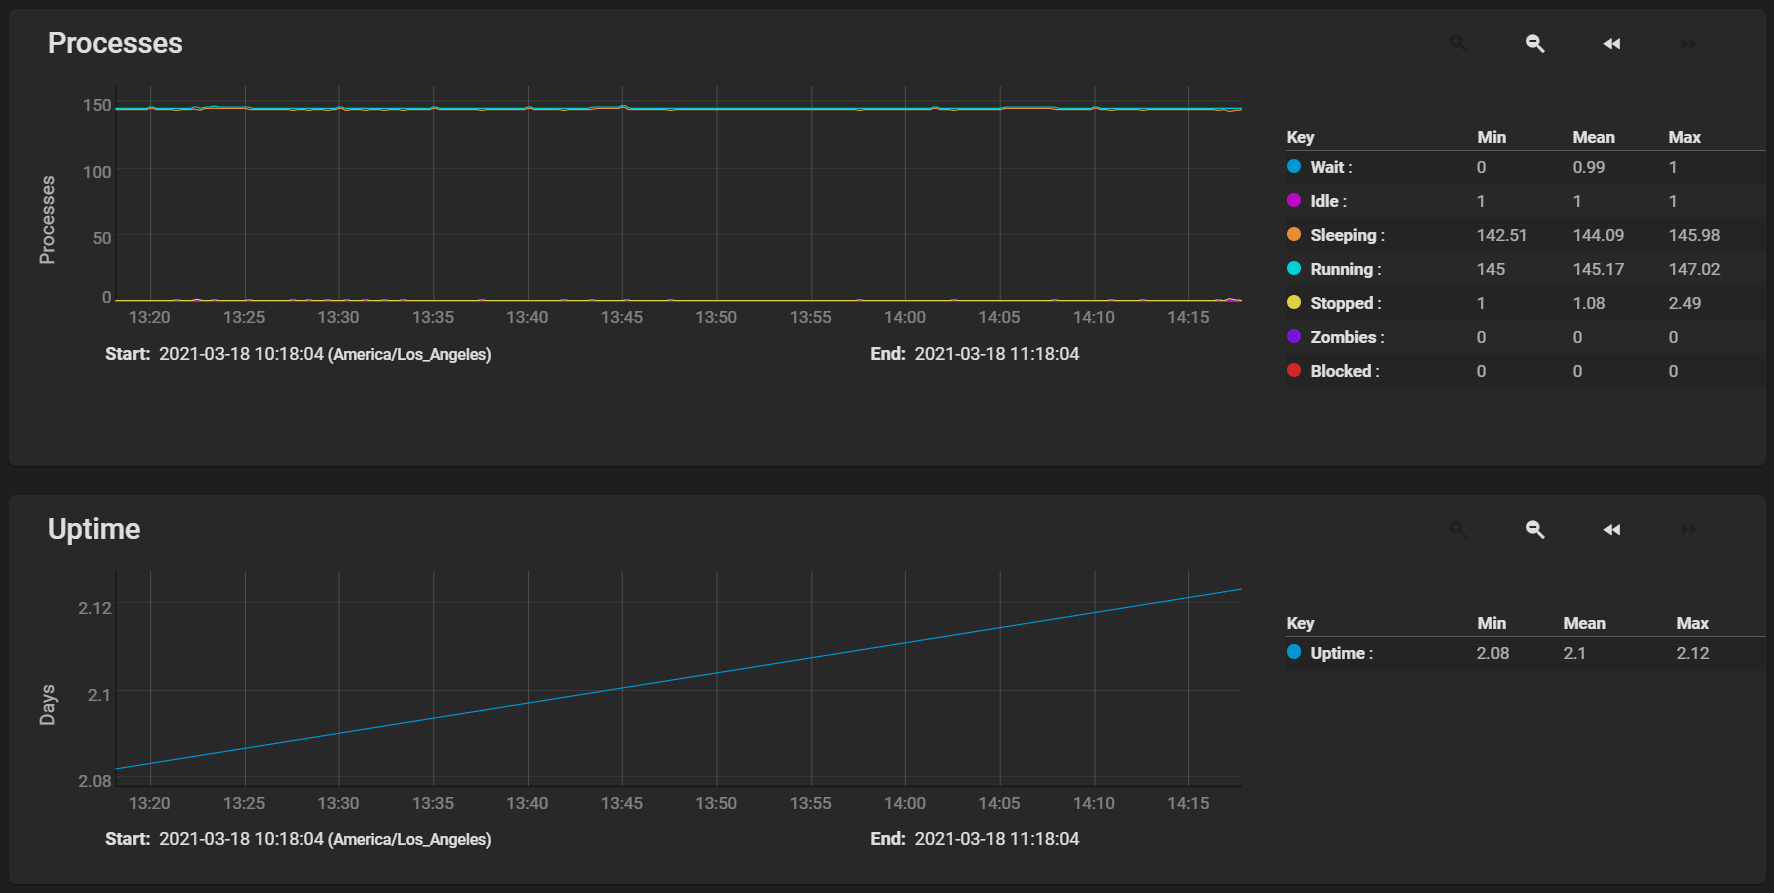 Processes
150
100
50
0
Processes
13:20 13:25 13:30 13:35 13:40 13:45 13:50 13:55 14:00 14:05 14:10 14:15
Start: 2021-03-18 10:18:04 (America/Los_Angeles) End: 2021-03-18 11:18:04
Key Min Mean Max
Wait : 0 0.99 1
Idle : 1 1 1
Sleeping : 142.51 144.09 145.98
Running : 145 145.17 147.02
Stopped : 1 1.08 2.49
Zombies : 0 0 0
Blocked : 0 0 0
Uptime
2.12
2.1
2.08
Days
13:20 13:25 13:30 13:35 13:40 13:45 13:50 13:55 14:00 14:05 14:10 14:15
Start: 2021-03-18 10:18:04 (America/Los_Angeles) End: 2021-03-18 11:18:04
Key Min Mean Max
Uptime : 2.08 2.1 2.12